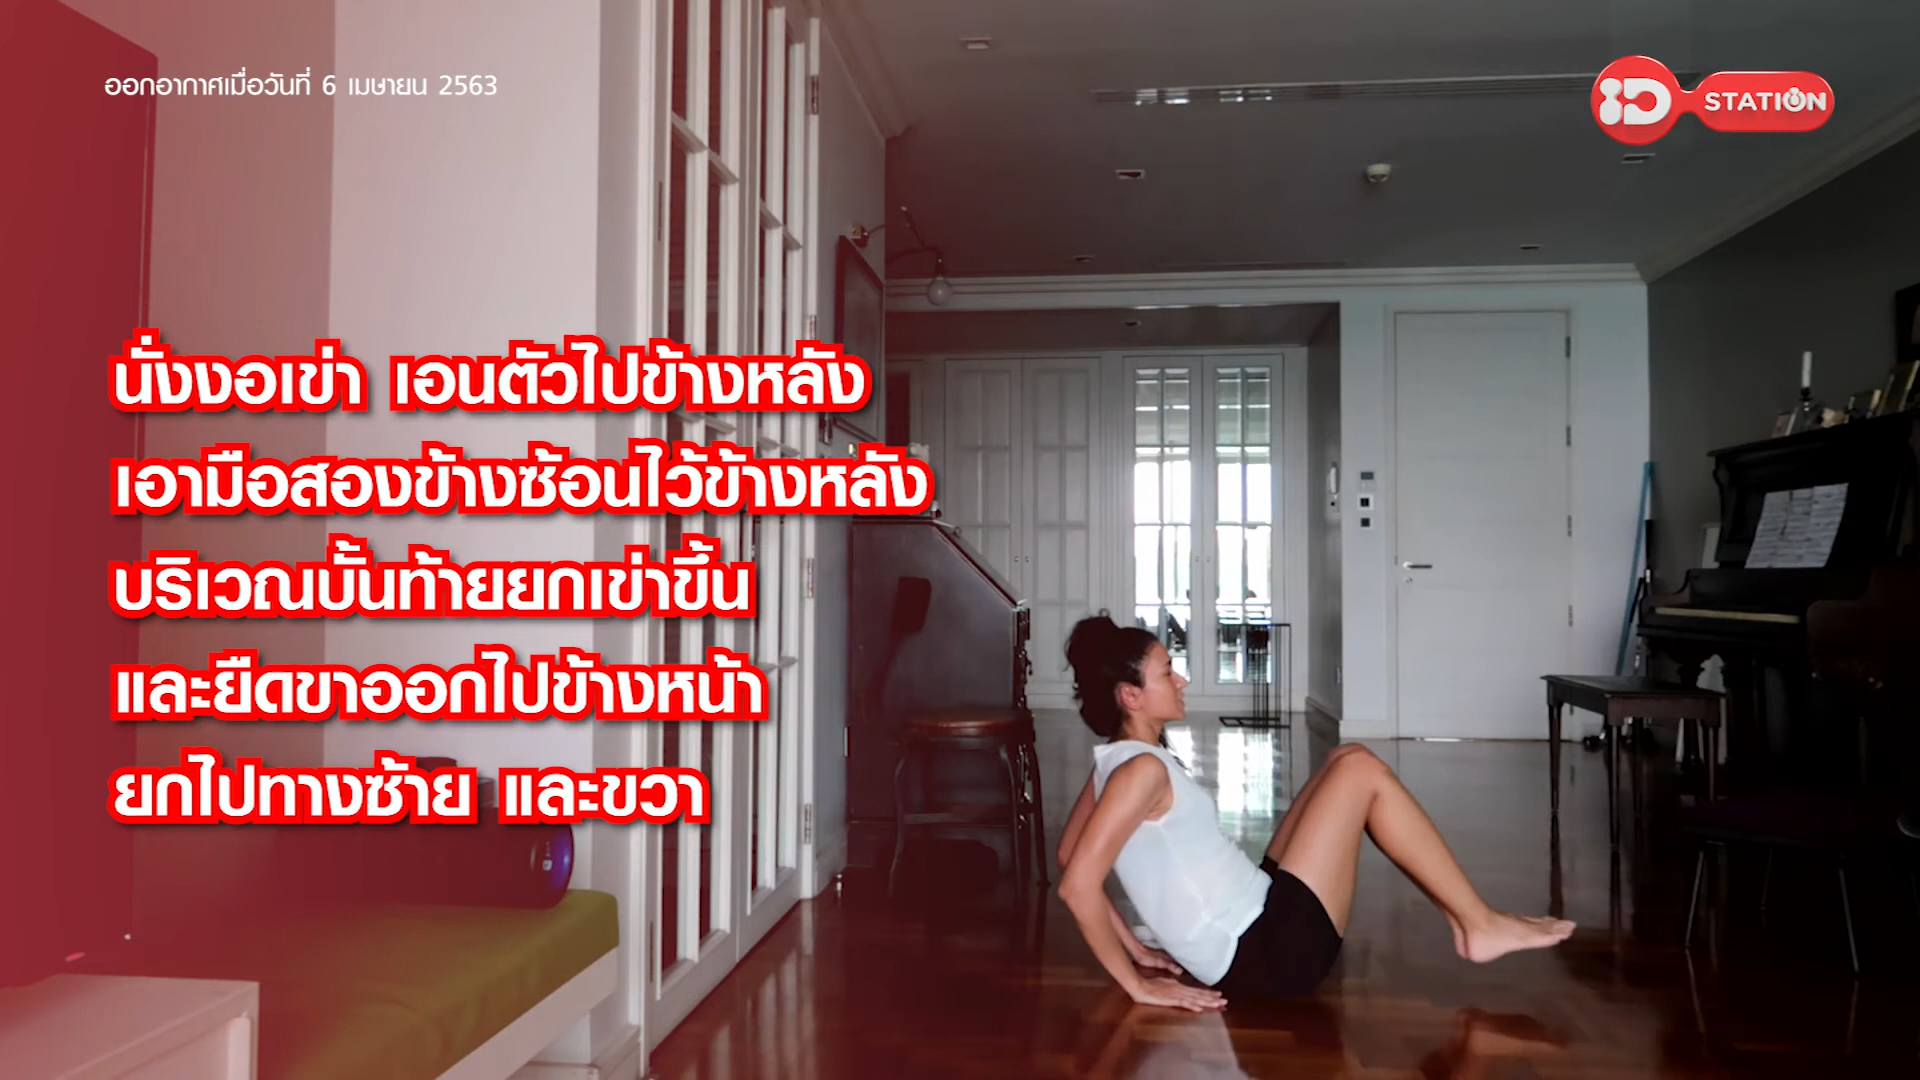 ออกอากาศเมื่อวันที่ 6 เมษายน 2563
iD STATION
นั่งงอเข่า เอนตัวไปข้างหลัง
เอามือสองข้างซ้อนไว้ข้างหลัง
บริเวณบั้นท้ายยกเข่าขึ้น
และยืดขาออกไปข้างหน้า
ยกไปทางซ้าย และขวา